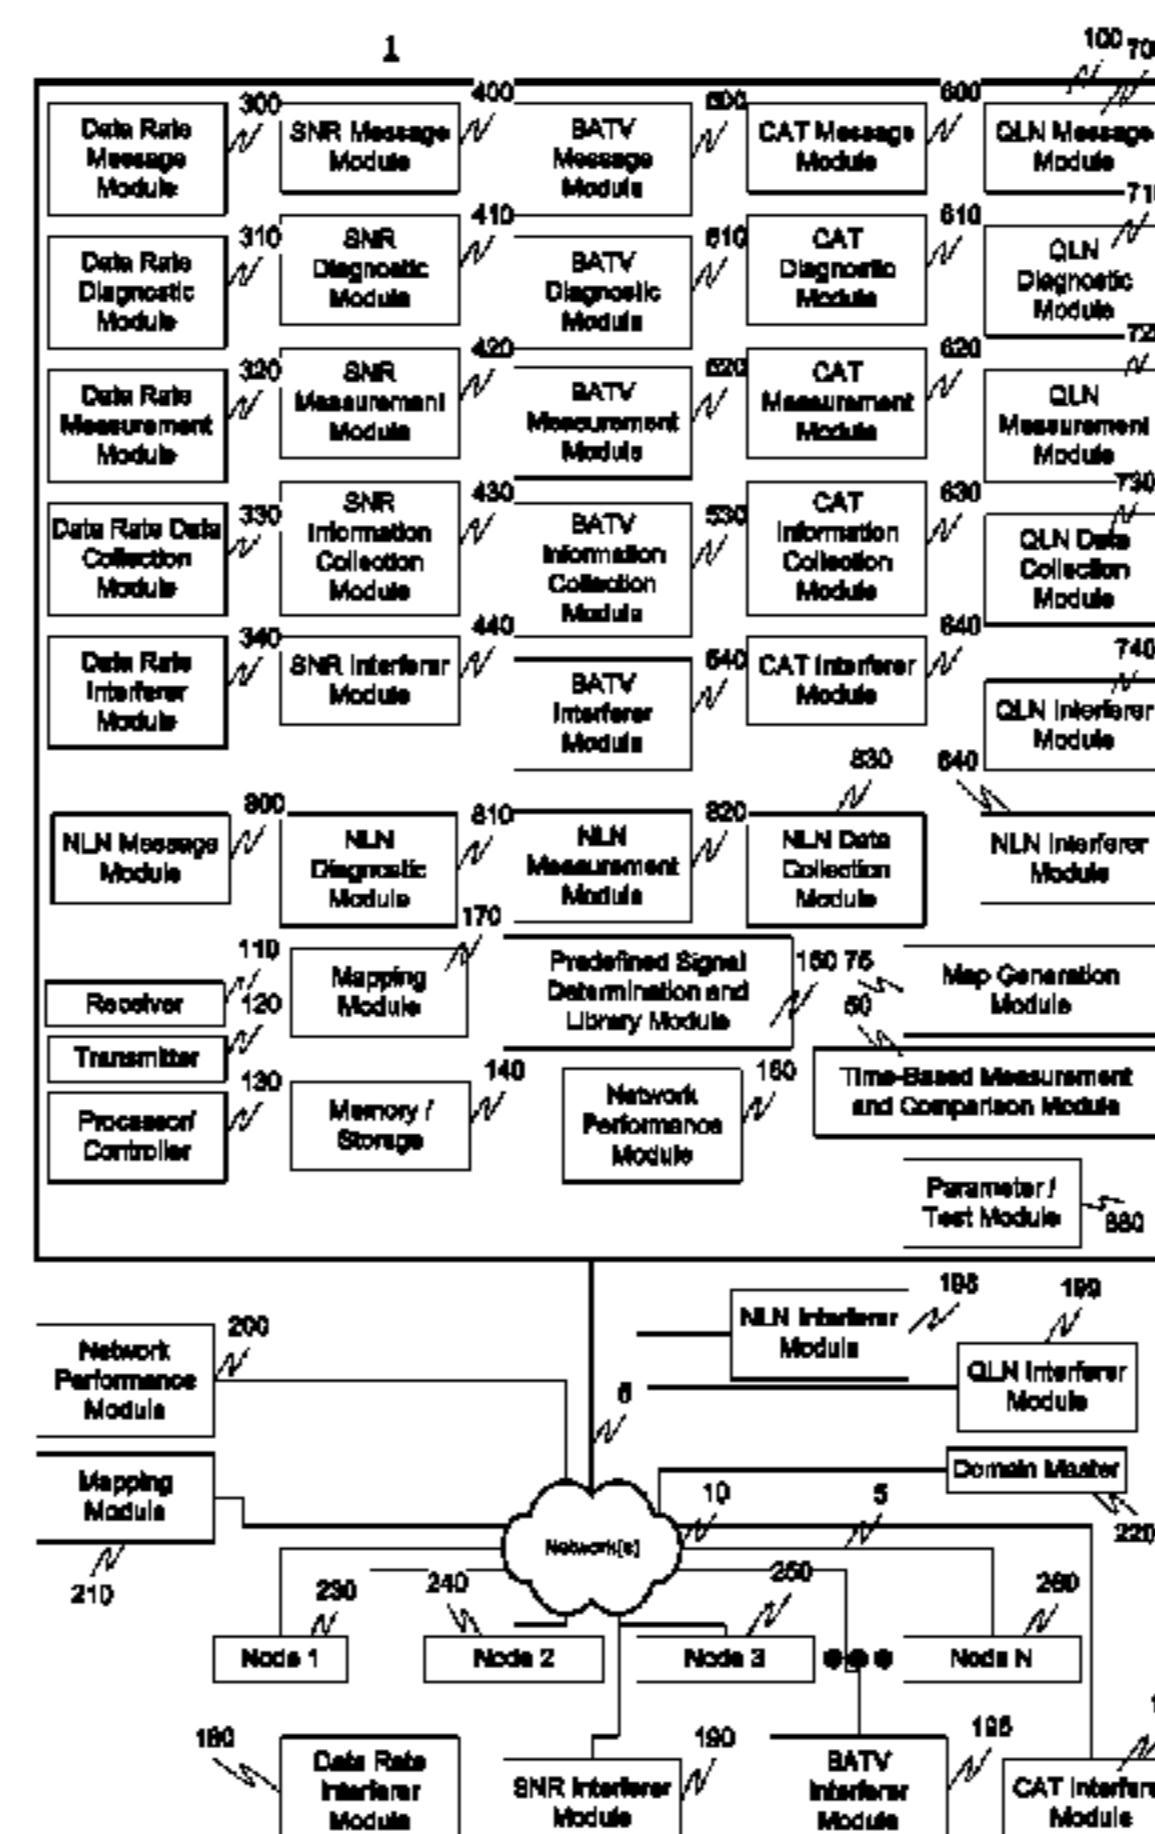 1
100
300
Data Rate
Message
Module
400
SNR Message
Module
BATV
Message
Module
600
CAT Message
Module
QLN Message
Module
310
Data Rate
Diagnostic
Module
410
SNR
Diagnostic
Module
BATV
Diagnostic
Module
610
CAT
Diagnostic
Module
QLN
Diagnostic
Module
320
Data Rate
Measurement
Module
420
SNR
Measurement
Module
BATV
Measurement
Module
620
CAT
Measurement
Module
QLN
Measurement
Module
330
Data Rate Data
Collection
Module
430
SNR
Information
Collection
Module
530
BATV
Information
Collection
Module
630
CAT
Information
Collection
Module
730
QLN Data
Collection
Module
340
Data Rate
Interferer
Module
440
SNR Interferer
Module
540
BATV
Interferer
Module
640
CAT Interferer
Module
740
QLN Interferer
Module
800
NLN Message
Module
810
NLN
Diagnostic
Module
820
NLN
Measurement
Module
830
NLN Data
Collection
Module
NLN Interferer
Module
110
Receiver
120
Transmitter
130
Processor/
Controller
170
Mapping
Module
140
Memory /
Storage
Predefined Signal
Determination and
Library Module
Network
Performance
Module
75
Map Generation
Module
Time-Based Measurement
and Comparison Module
Parameter /
Test Module
200
Network
Performance
Module
NLN Interferer
Module
QLN Interferer
Module
Mapping
Module
210
Domain Master
220
10
5
Network(s)
230
Node 1
240
Node 2
250
Node 3
260
Node N
180
Data Rate
Interferer
Module
190
SNR Interferer
Module
195
BATV
Interferer
Module
CAT Interferer
Module